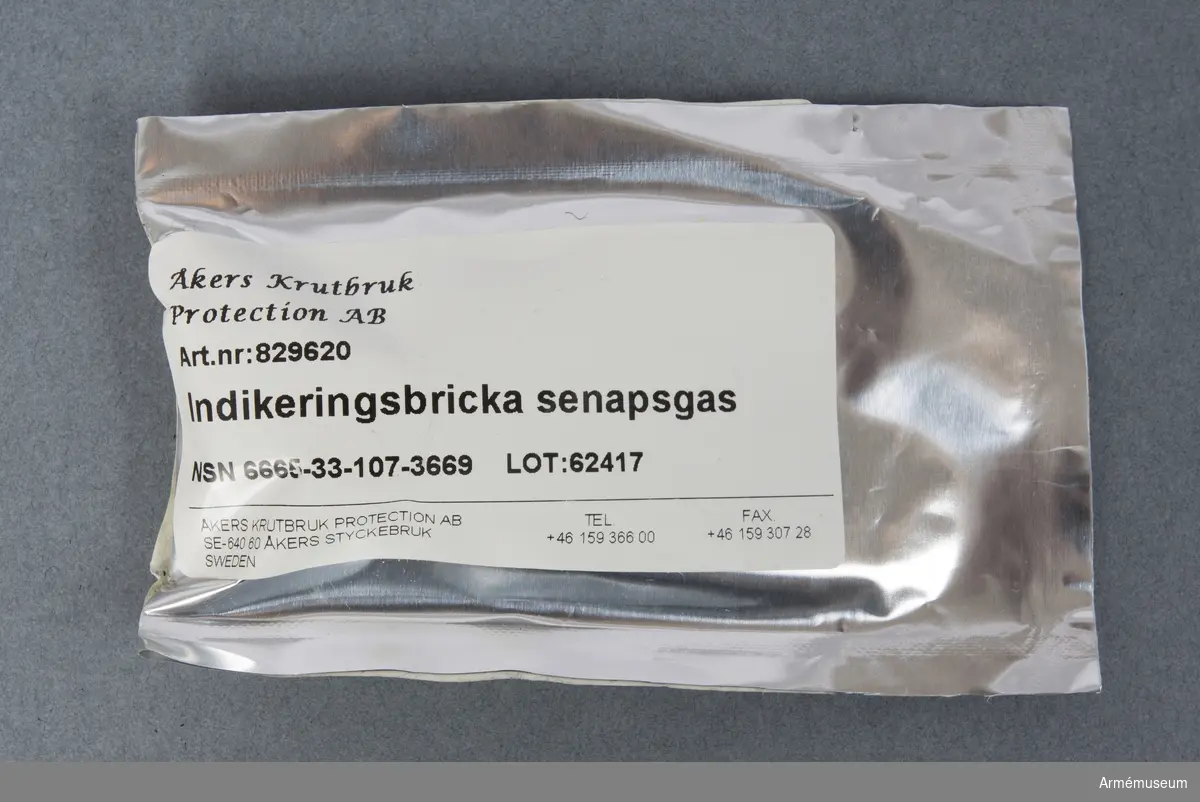 Åkers Krutbruk
Protection AB
Art.nr:829620
Indikeringsbricka senapsgas
NSN 6665-33-107-3669 LOT:62417
ÅKERS KRUTBRUK PROTECTION AB
SE-640 60 ÅKERS STYCKEBRUK
SWEDEN
TEL.
+46 159 366 00
FAX.
+46 159 307 28
Armémuseum